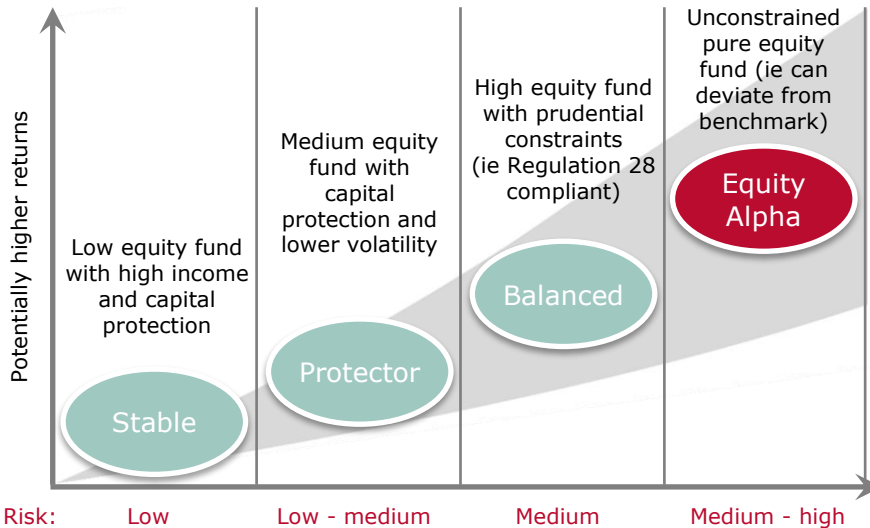 Potentially higher returns
Low equity fund
with high income
and capital
protection
Stable
Medium equity
fund with
capital
protection and
lower volatility
Protector
High equity fund
with prudential
constraints
(ie Regulation 28
compliant)
Balanced
Unconstrained
pure equity
fund (ie can
deviate from
benchmark)
Equity
Alpha
Risk: Low Low - medium Medium Medium - high